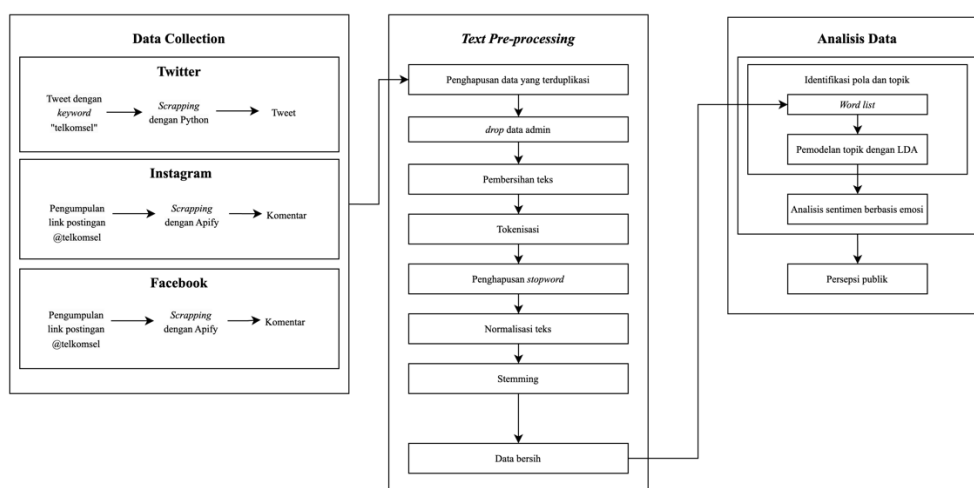 Data Collection
Twitter
Tweet dengan
keyword
"telkomsel"
Scrapping
dengan Python
Tweet
Instagram
Pengumpulan
link postingan
@telkomsel
Scrapping
dengan Apify
Komentar
Facebook
Pengumpulan
link postingan
@telkomsel
Scrapping
dengan Apify
Komentar
Text Pre-processing
Penghapusan data yang terduplikasi
drop data admin
Pembersihan teks
Tokenisasi
Penghapusan stopword
Normalisasi teks
Stemming
Data bersih
Analisis Data
Identifikasi pola dan topik
Word list
Pemodelan topik dengan LDA
Analisis sentimen berbasis emosi
Persepsi publik